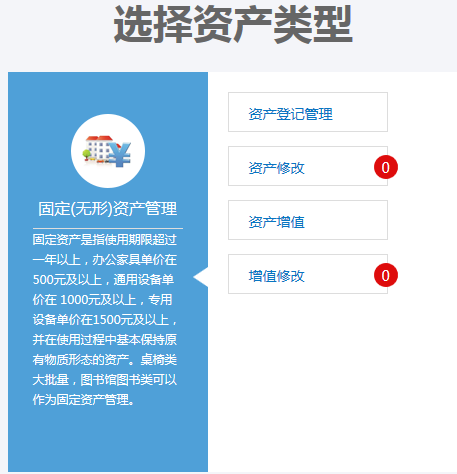 选择资产类型
固定(无形)资产管理
固定资产是指使用期限超过
一年以上，办公家具单价在
500元及以上，通用设备单
价在 1000元及以上，专用
设备单价在1500元及以上，
并在使用过程中基本保持原
有物质形态的资产。桌椅类
大批量，图书馆图书类可以
作为固定资产管理。
资产登记管理
资产修改 0
资产增值
增值修改 0